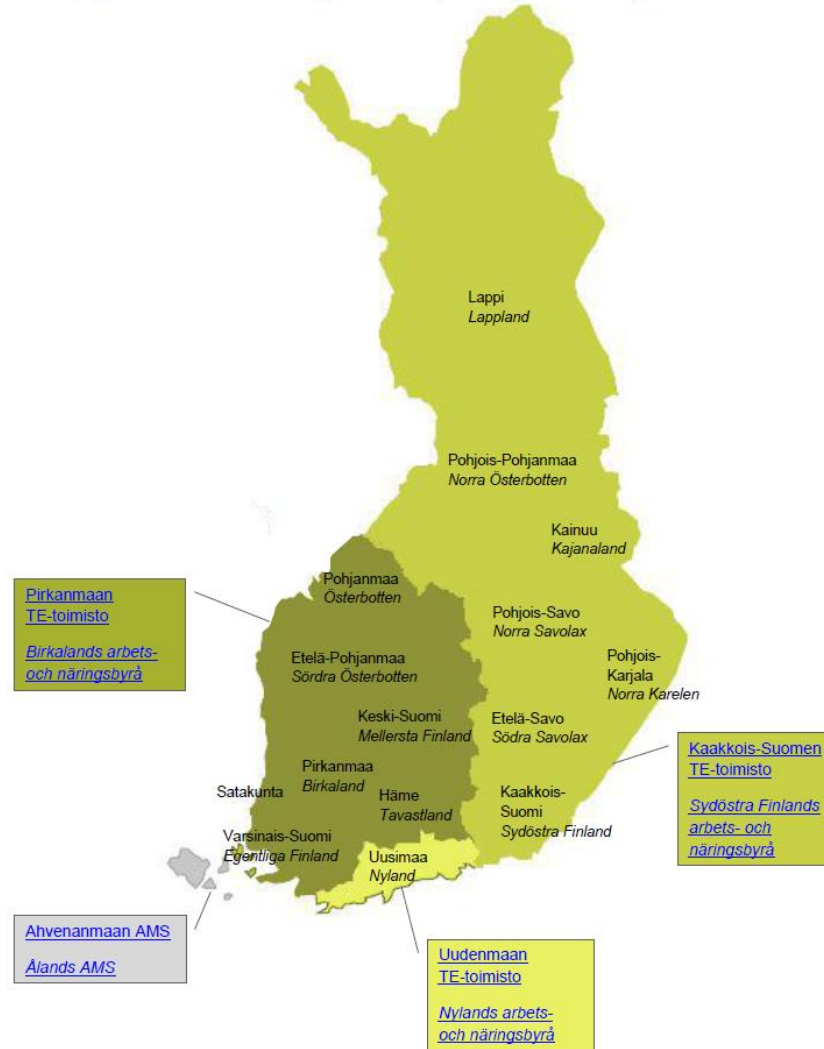 Lappi
Lappland
Pohjois-Pohjanmaa
Norra Österbotten
Kainuu
Kajanaland
Pohjanmaa
Österbotten
Pirkanmaan
TE-toimisto
Birkalands arbets-
och näringsbyrå
Pohjois-Savo
Norra Savolax
Etelä-Pohjanmaa
Sördra Österbotten
Pohjois-
Karjala
Norra Karelen
Keski-Suomi
Mellersta Finland
Etelä-Savo
Södra Savolax
Kaakkois-Suomen
TE-toimisto
Sydöstra Finlands
arbets- och
näringsbyrå
Pirkanmaa
Birkaland
Satakunta
Häme
Tavastland
Kaakkois-
Suomi
Sydöstra Finland
Varsinais-Suomi
Egentliga Finland
Uusimaa
Nyland
Ahvenanmaan AMS
Ålands AMS
Uudenmaan
TE-toimisto
Nylands arbets-
och näringsbyrå